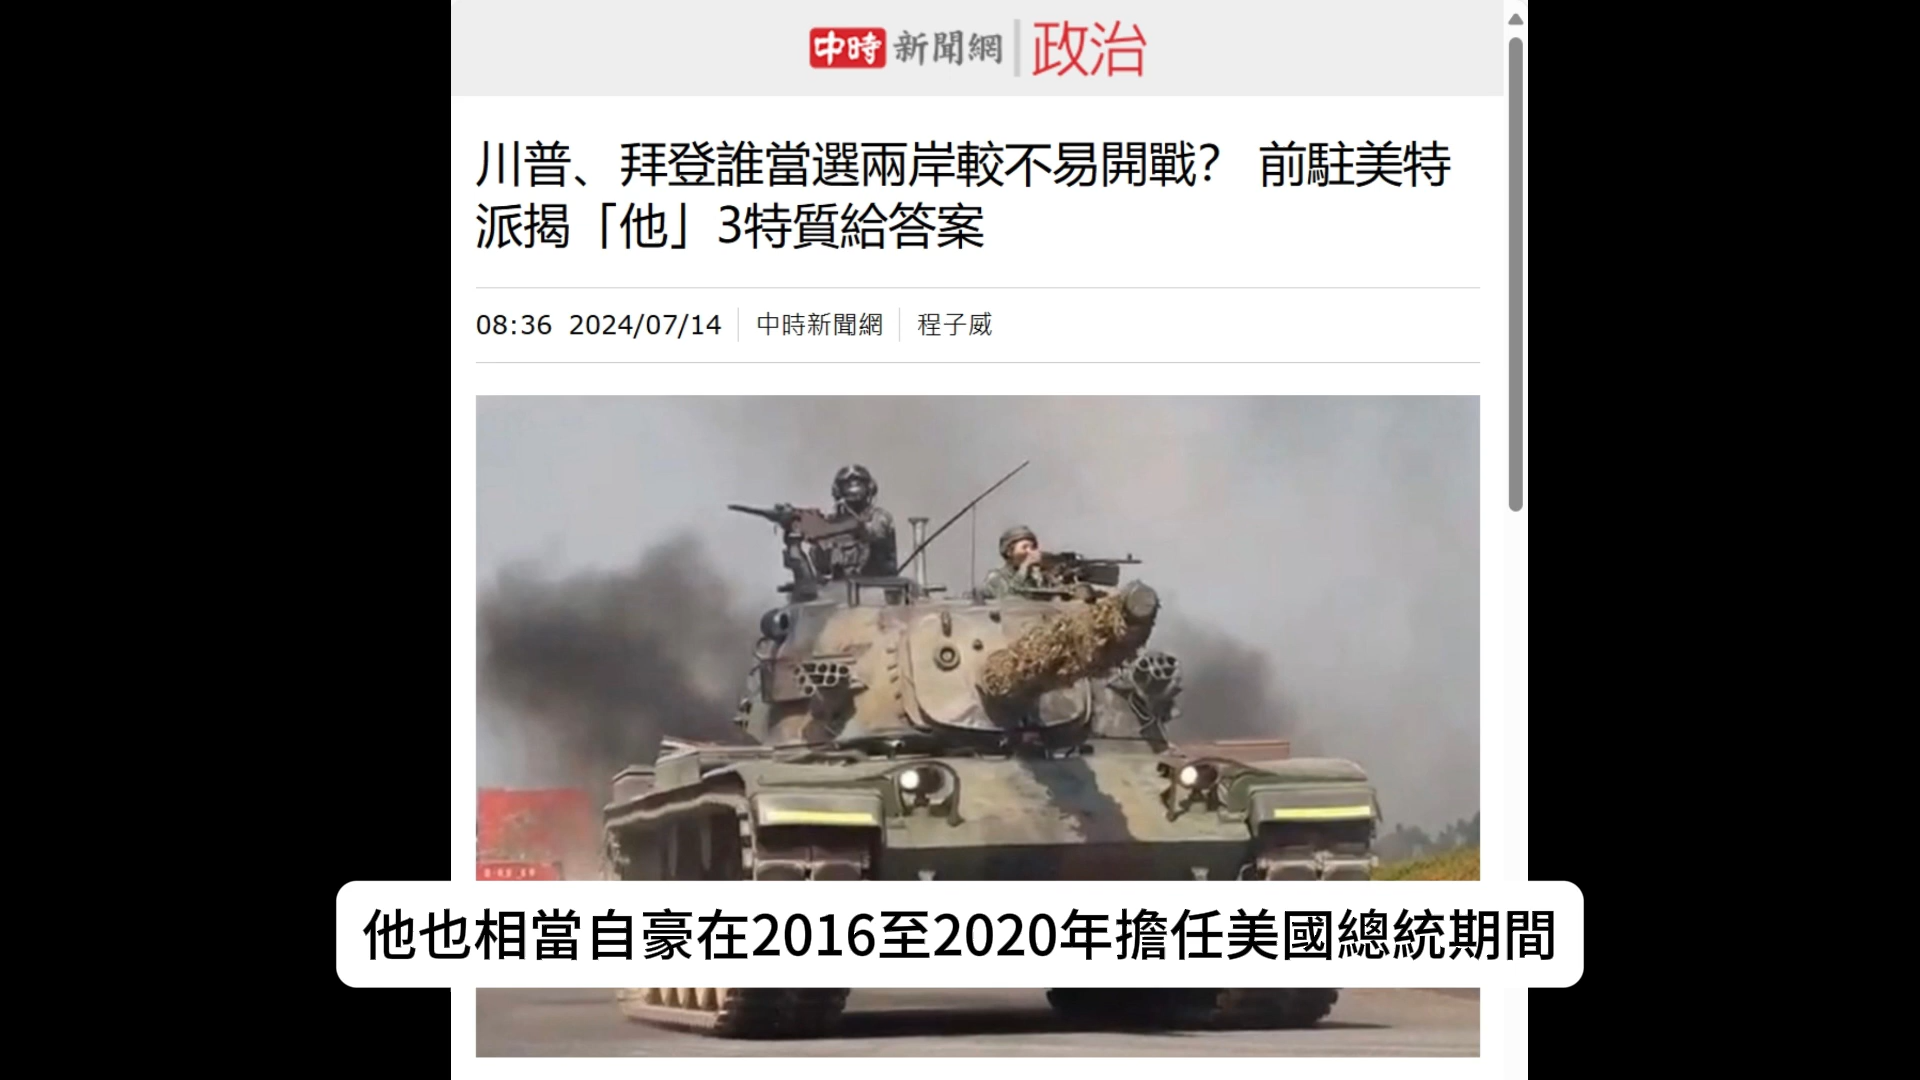 中時 新聞網 政治
川普、拜登誰當選兩岸較不易開戰? 前駐美特
派揭「他」3特質給答案
08:36 2024/07/14 中時新聞網 程子威
他也相當自豪在2016至2020年擔任美國總統期間